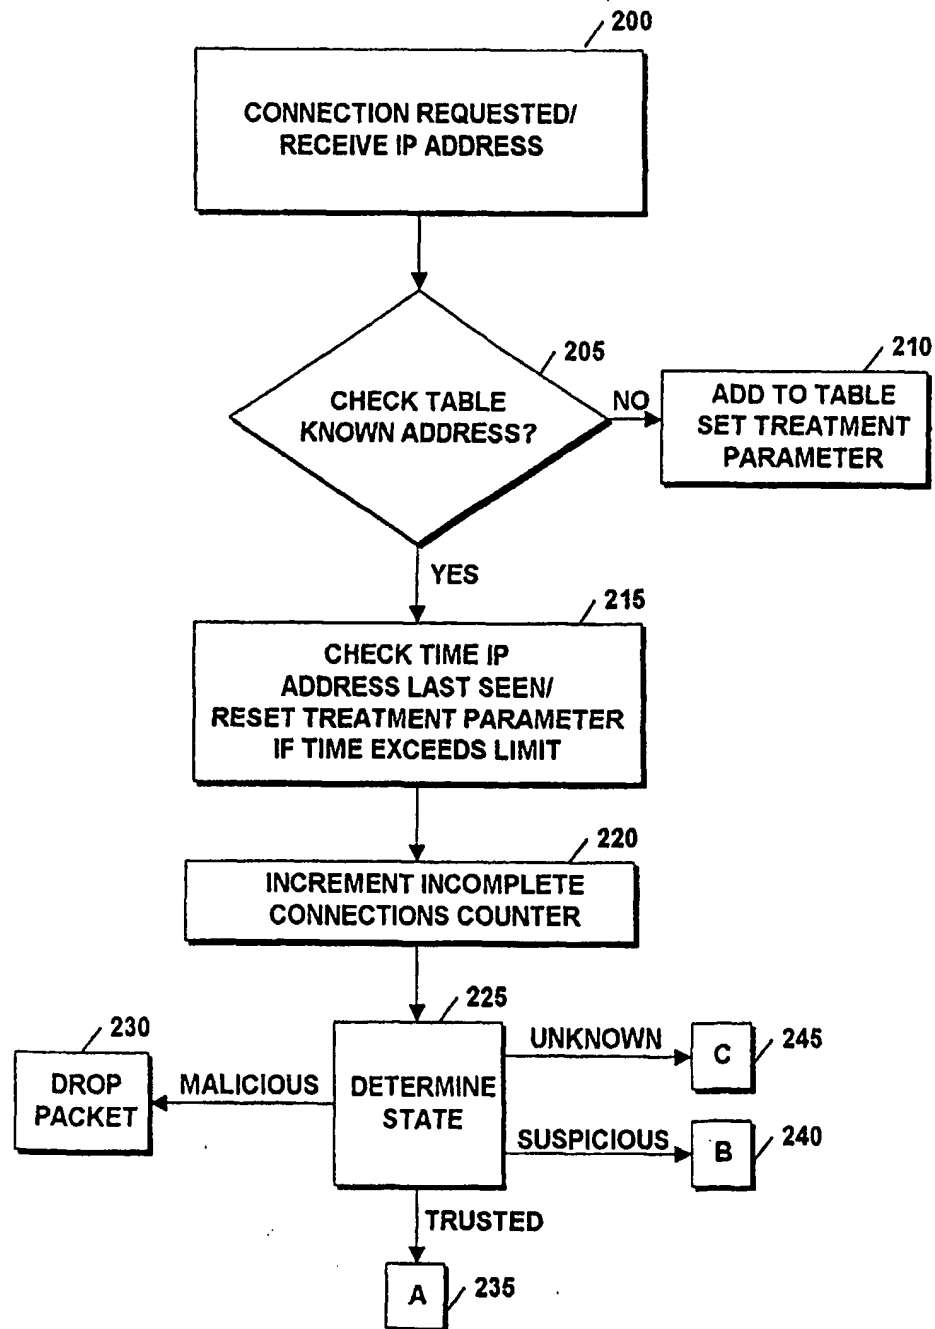 200
CONNECTION REQUESTED/
RECEIVE IP ADDRESS
205
CHECK TABLE
KNOWN ADDRESS?
NO
210
ADD TO TABLE
SET TREATMENT
PARAMETER
YES
215
CHECK TIME IP
ADDRESS LAST SEEN/
RESET TREATMENT PARAMETER
IF TIME EXCEEDS LIMIT
220
INCREMENT INCOMPLETE
CONNECTIONS COUNTER
225
DETERMINE
STATE
230
DROP
PACKET
MALICIOUS
UNKNOWN
C
245
SUSPICIOUS
B
240
TRUSTED
A
235